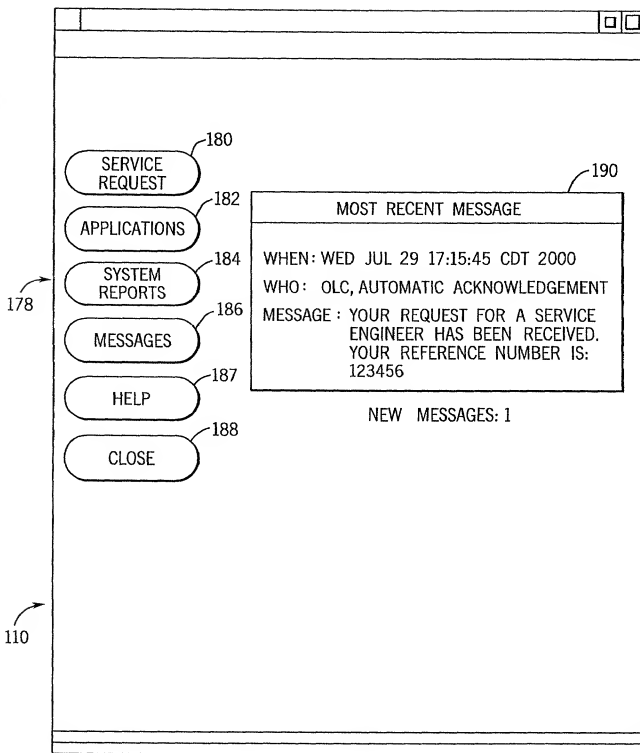 180
SERVICE
REQUEST
182
APPLICATIONS
184
SYSTEM
REPORTS
178
186
MESSAGES
187
HELP
188
CLOSE
110
190
MOST RECENT MESSAGE
WHEN: WED JUL 29 17:15:45 CDT 2000
WHO: OLC, AUTOMATIC ACKNOWLEDGEMENT
MESSAGE: YOUR REQUEST FOR A SERVICE
ENGINEER HAS BEEN RECEIVED.
YOUR REFERENCE NUMBER IS:
123456
NEW MESSAGES: 1